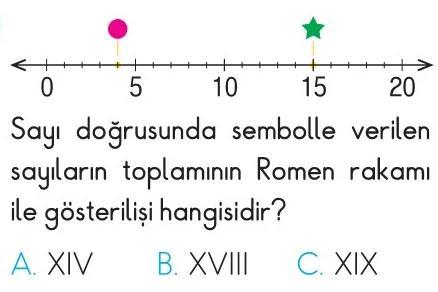 0 5 10 15 20
Sayı doğrusunda sembolle verilen
sayıların toplamının Romen rakamı
ile gösterilişi hangisidir?
A. XIV B. XVIII C. XIX